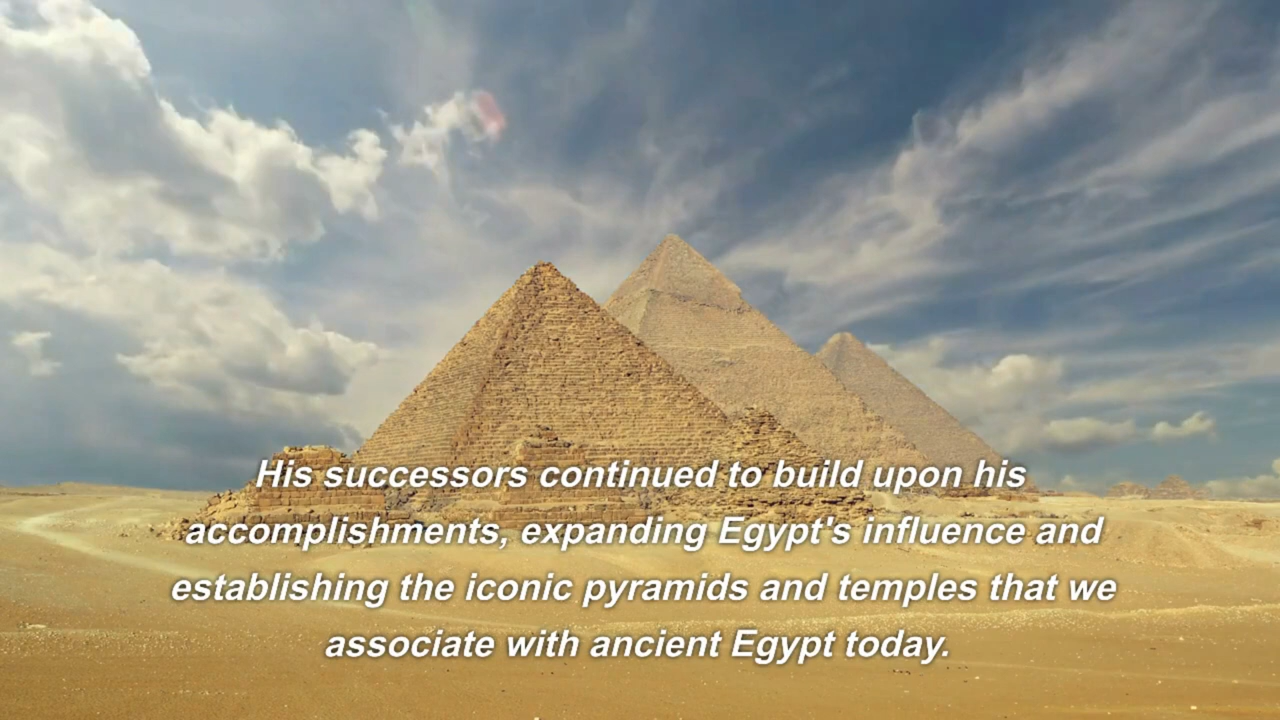 His successors continued to build upon his
accomplishments, expanding Egypt's influence and
establishing the iconic pyramids and temples that we
associate with ancient Egypt today.